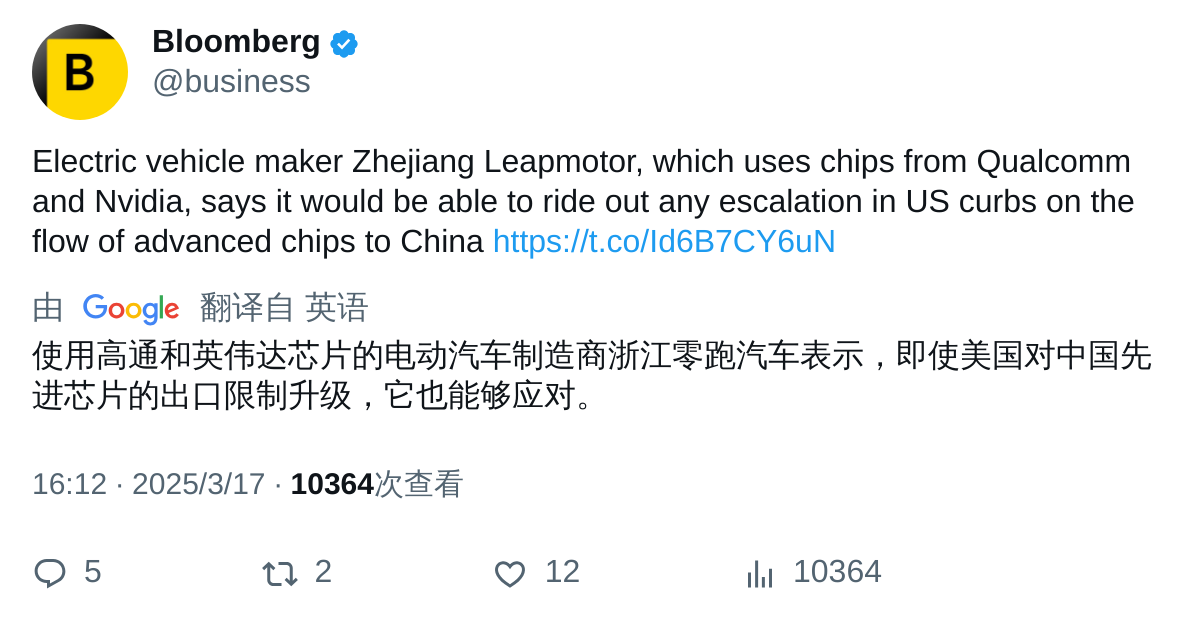 B
Bloomberg
@business
Electric vehicle maker Zhejiang Leapmotor, which uses chips from Qualcomm
and Nvidia, says it would be able to ride out any escalation in US curbs on the
flow of advanced chips to China https://t.co/Id6B7CY6uN
由 Google 翻译自 英语
使用高通和英伟达芯片的电动汽车制造商浙江零跑汽车表示，即使美国对中国先
进芯片的出口限制升级，它也能够应对。
16:12 · 2025/3/17 · 10364次查看
5 2 12 10364